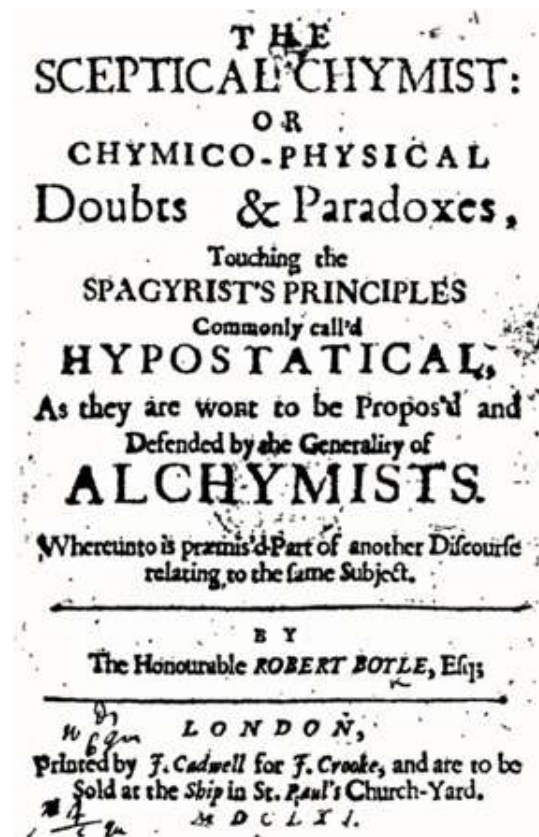 THE
SCEPTICAL CHYMIST:
OR
CHYMICO-PHYSICAL
Doubts & Paradoxes,
Touching the
SPAGYRIST'S PRINCIPLES
Commonly call'd
HYPOSTATICAL,
As they are wont to be Propos'd and
Defended by the Generality of
ALCHYMISTS.
Whereunto is præmis'd Part of another Discourſe
relating to the ſame Subject.
BY
The Honourable ROBERT BOYLE, Eſq;
LONDON,
Printed by J. Cadwell for J. Crooke, and are to be
Sold at the Ship in St. Paul's Church-Yard.
MDCLXI.